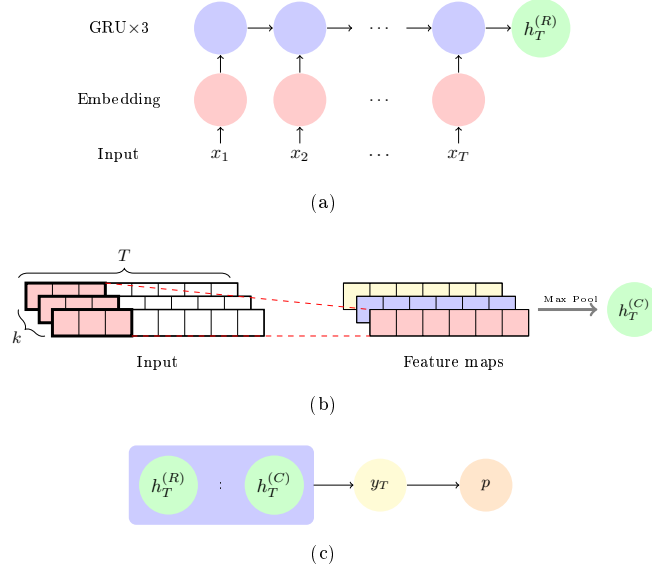 GRU×3 ... h_T^(R)
Embedding ...
Input x_1 x_2 ... x_T
(a)
T
Max Pool
h_T^(C)
k
Input Feature maps
(b)
h_T^(R) : h_T^(C) y_T p
(c)